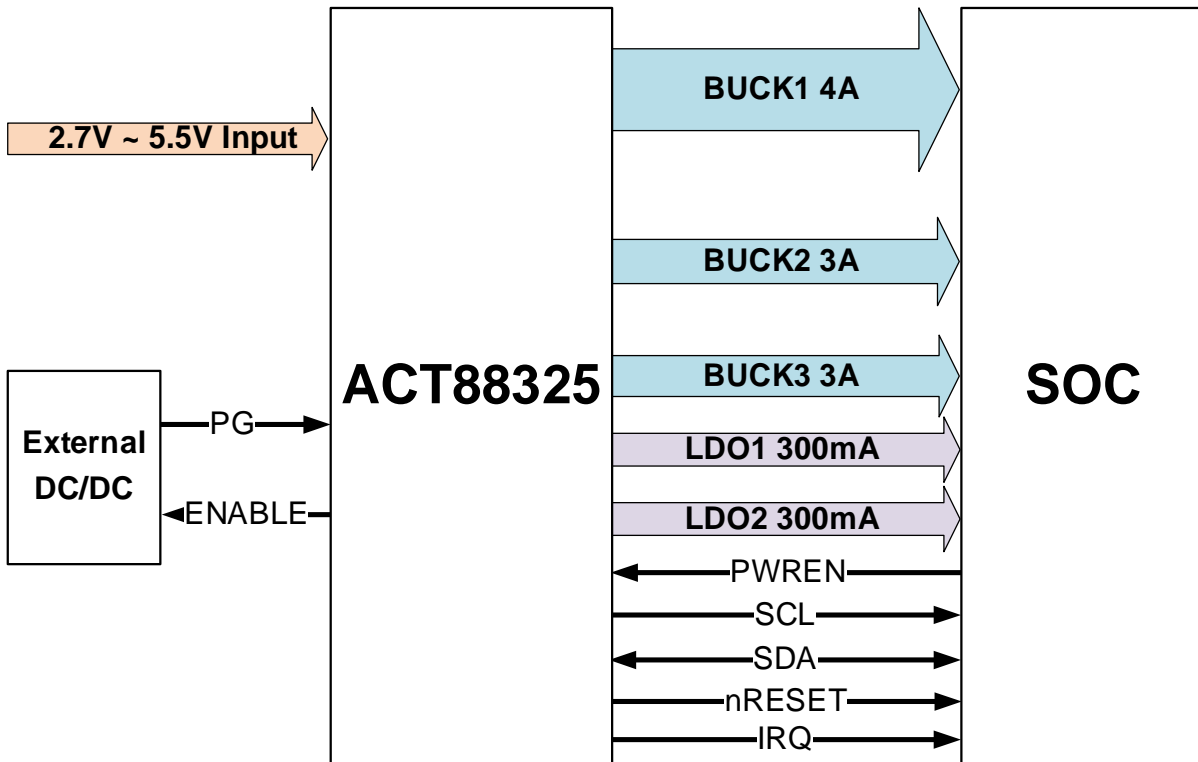 2.7V ~ 5.5V Input
External
DC/DC
PG
ENABLE
ACT88325
BUCK1 4A
BUCK2 3A
BUCK3 3A
LDO1 300mA
LDO2 300mA
PWREN
SCL
SDA
nRESET
IRQ
SOC